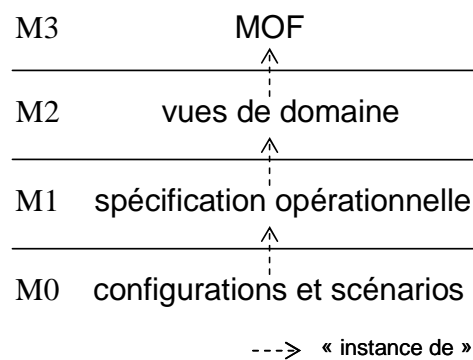 M3 MOF
M2 vues de domaine
M1 spécification opérationnelle
M0 configurations et scénarios
« instance de »